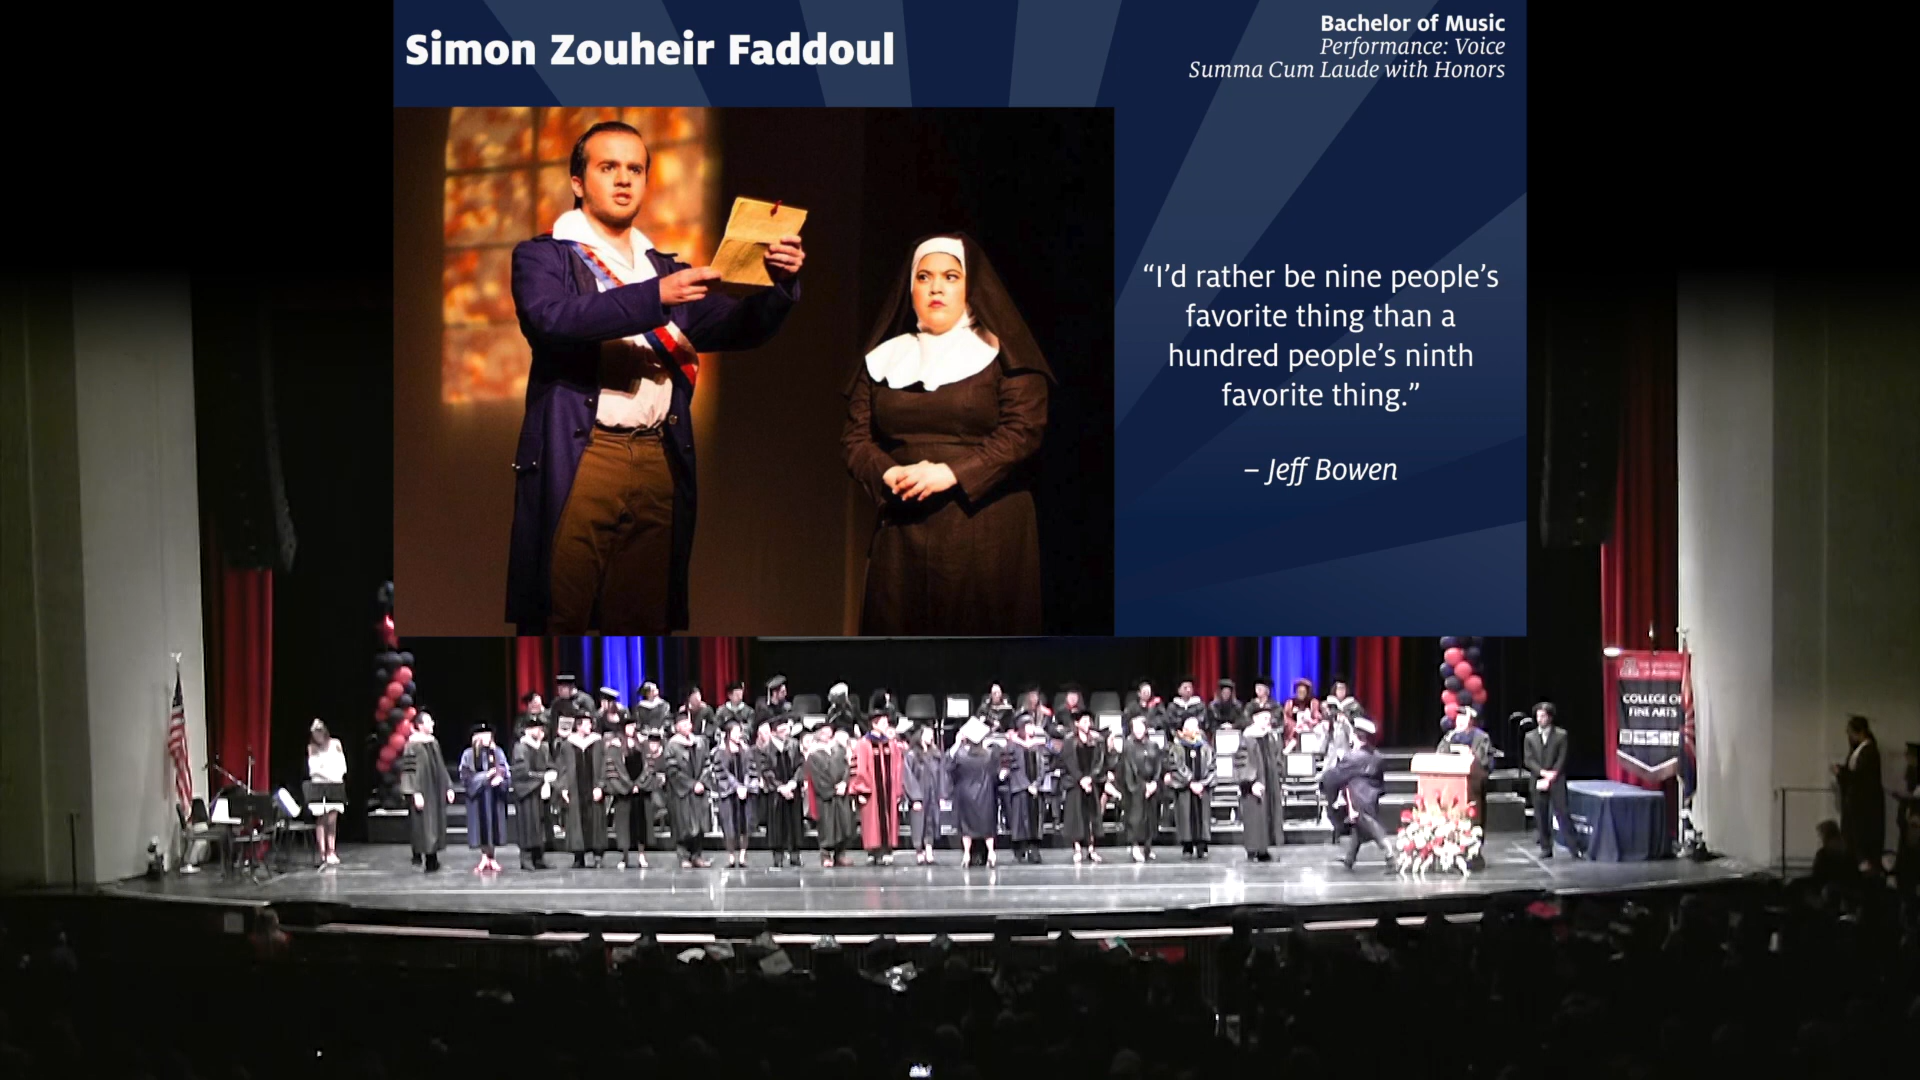 Simon Zouheir Faddoul
Bachelor of Music
Performance: Voice
Summa Cum Laude with Honors
“I’d rather be nine people’s
favorite thing than a
hundred people’s ninth
favorite thing.”
– Jeff Bowen
COLLEGE OF
FINE ARTS